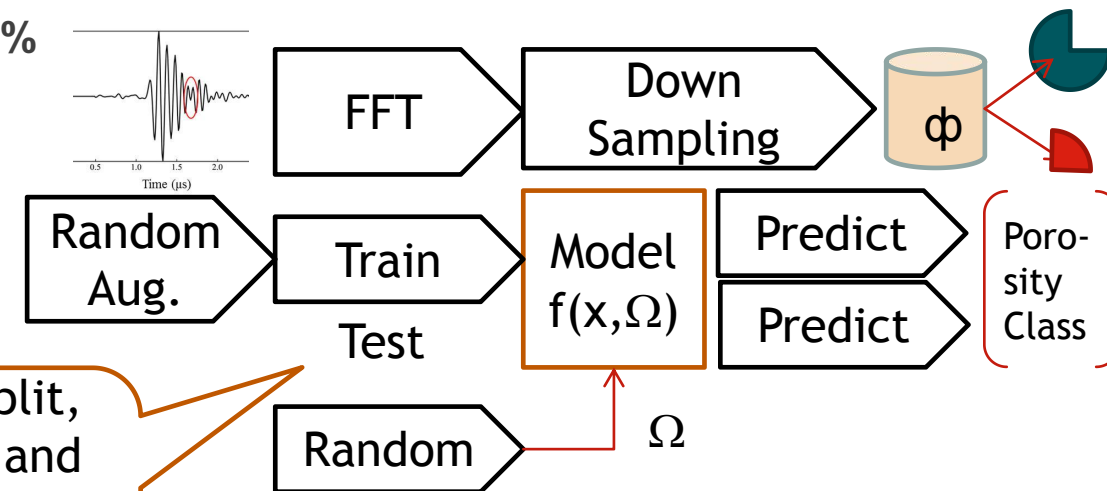 %
0.5 1.0 1.5 2.0
Time (µs)
FFT
Down
Sampling
ф
Random
Aug.
Train
Test
Model
f(x,Ω)
Predict
Predict
Poro-
sity
Class
plit,
and
Random
Ω